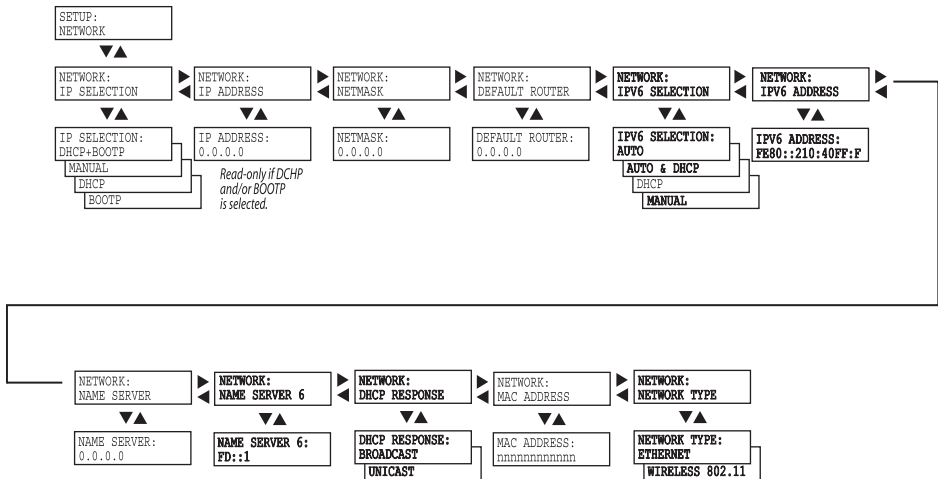 SETUP:
NETWORK
NETWORK:
IP SELECTION
NETWORK:
IP ADDRESS
NETWORK:
NETMASK
NETWORK:
DEFAULT ROUTER
NETWORK:
IPV6 SELECTION
NETWORK:
IPV6 ADDRESS
IP SELECTION:
DHCP+BOOTP
MANUAL
DHCP
BOOTP
IP ADDRESS:
0.0.0.0
Read-only if DCHP
and/or BOOTP
is selected.
NETMASK:
0.0.0.0
DEFAULT ROUTER:
0.0.0.0
IPV6 SELECTION:
AUTO
AUTO & DHCP
DHCP
MANUAL
IPV6 ADDRESS:
FE80::210:40FF:F
NETWORK:
NAME SERVER
NETWORK:
NAME SERVER 6
NETWORK:
DHCP RESPONSE
NETWORK:
MAC ADDRESS
NETWORK:
NETWORK TYPE
NAME SERVER:
0.0.0.0
NAME SERVER 6:
FD::1
DHCP RESPONSE:
BROADCAST
UNICAST
MAC ADDRESS:
nnnnnnnnnnnn
NETWORK TYPE:
ETHERNET
WIRELESS 802.11